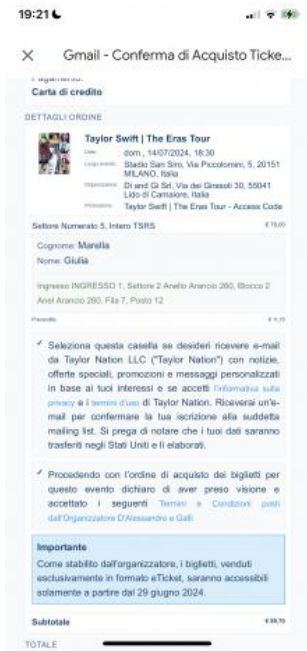 19:21
Gmail - Conferma di Acquisto Ticke...
Pagamento:
Carta di credito
DETTAGLI ORDINE
Taylor Swift | The Eras Tour
Data: dom., 14/07/2024, 18:30
Luogo evento: Stadio San Siro, Via Piccolomini, 5, 20151
MILANO, Italia
Organizzatore: Di and Gi Srl, Via dei Girasoli 30, 55041
Lido di Camaiore, Italia
Taylor Swift | The Eras Tour - Access Code
Settore Numerato 5, Intero TSRS
Cognome: Marella
Nome: Giulia
Ingresso INGRESSO 1, Settore 2 Anello Arancio 260, Blocco 2
Anel Arancio 260, Fila 7, Posto 12
Prevendita
Seleziona questa casella se desideri ricevere e-mail
da Taylor Nation LLC ("Taylor Nation") con notizie,
offerte speciali, promozioni e messaggi personalizzati
in base ai tuoi interessi e se accetti l'informativa sulla
privacy e i termini d'uso di Taylor Nation. Riceverai un'e-
mail per confermare la tua iscrizione alla suddetta
mailing list. Si prega di notare che i tuoi dati saranno
trasferiti negli Stati Uniti e lì elaborati.
Procedendo con l'ordine di acquisto dei biglietti per
questo evento dichiaro di aver preso visione e
accettato i seguenti Termini e Condizioni posti
dall'Organizzatore D'Alessandro e Galli
Importante
Come stabilito dall'organizzatore, i biglietti, venduti
esclusivamente in formato eTicket, saranno accessibili
solamente a partire dal 29 giugno 2024.
Subtotale
TOTALE